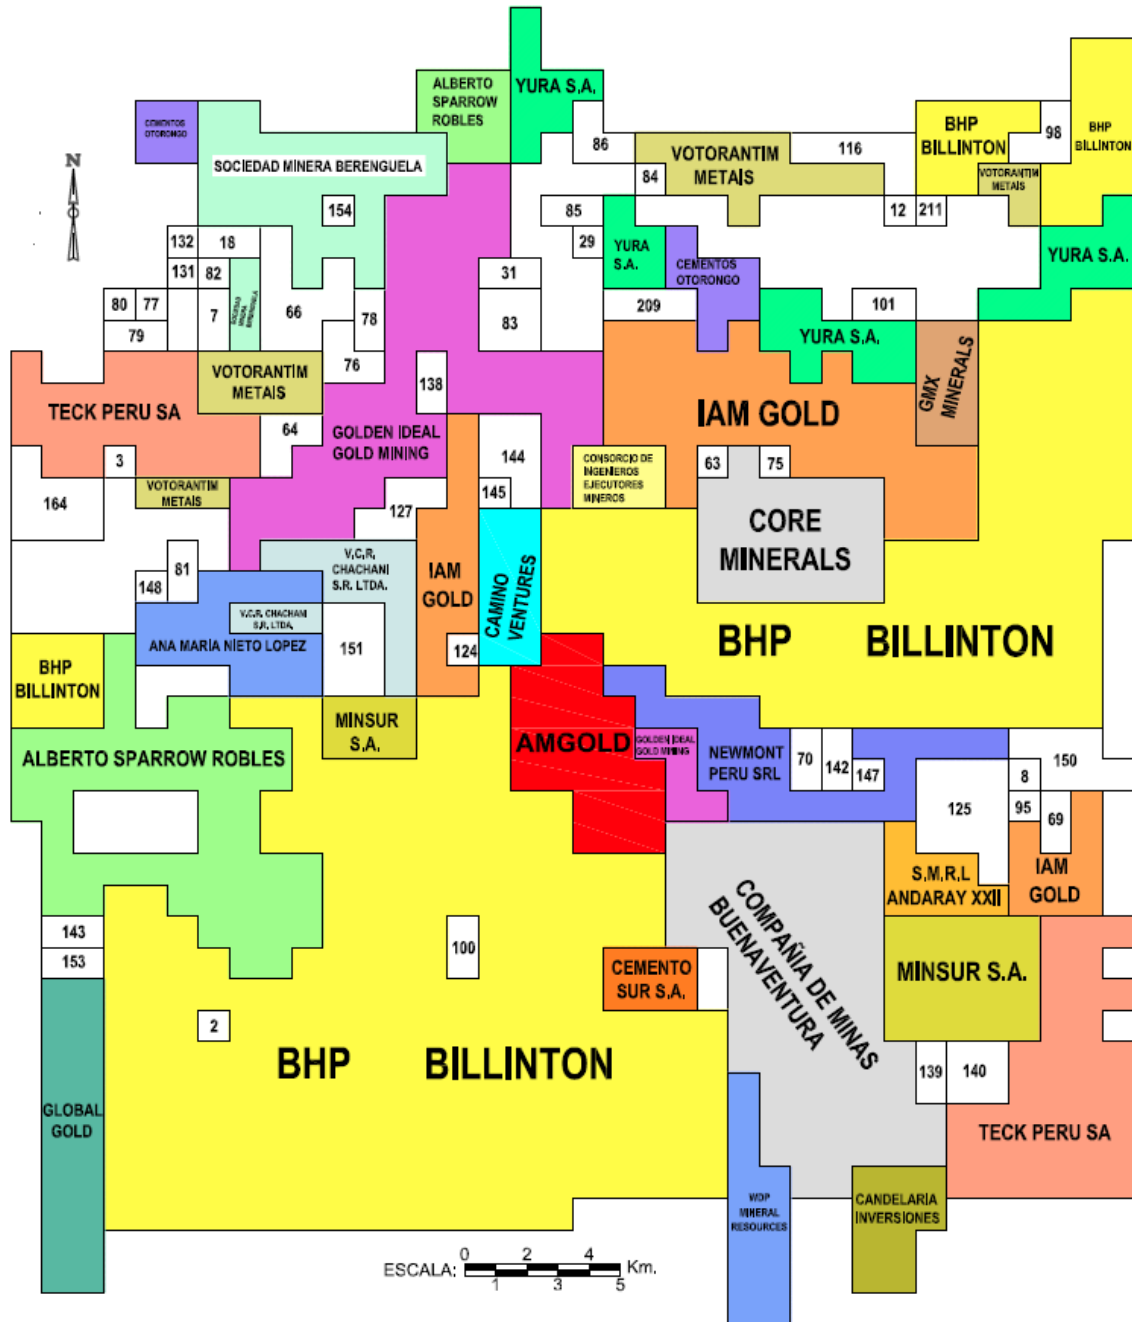 ALBERTO
SPARROW
ROBLES
YURA S.A.
CEMENTOS
OTORONGO
BHP
BILLINTON
98
BHP
BILLINTON
86
VOTORANTIM
METAIS
116
N
SOCIEDAD MINERA BERENGUELA
84
VOTORANTIM
METAIS
154
85
12
211
132
18
29
YURA
S.A.
CEMENTOS
OTORONGO
YURA S.A.
131
82
31
80
77
7
SOCIEDAD
MINERA
BERENGUELA
66
78
83
209
101
79
YURA S.A.
76
VOTORANTIM
METAIS
138
GMX
MINERALS
TECK PERU SA
IAM GOLD
64
GOLDEN IDEAL
GOLD MINING
144
CONSORCIO DE
INGENIEROS
EJECUTORES
MINEROS
63
75
3
VOTORANTIM
METAIS
145
164
127
CORE
MINERALS
V.C.R.
CHACHANI
S.R. LTDA.
81
IAM
GOLD
CAMINO
VENTURES
148
V.C.R. CHACHANI
S.R. LTDA.
ANA MARÍA NIETO LOPEZ
151
124
BHP BILLINTON
BHP
BILLINTON
MINSUR
S.A.
ALBERTO SPARROW ROBLES
AMGOLD
GOLDEN IDEAL
GOLD MINING
NEWMONT
PERU SRL
70
142
147
150
8
125
95
69
S.M.R.L
ANDARAY XXII
IAM
GOLD
COMPAÑIA DE MINAS
BUENAVENTURA
143
153
100
CEMENTO
SUR S.A.
MINSUR S.A.
2
BHP BILLINTON
139
140
GLOBAL
GOLD
TECK PERU SA
WDP
MINERAL
RESOURCES
CANDELARIA
INVERSIONES
0 2 4
ESCALA: Km.
1 3 5